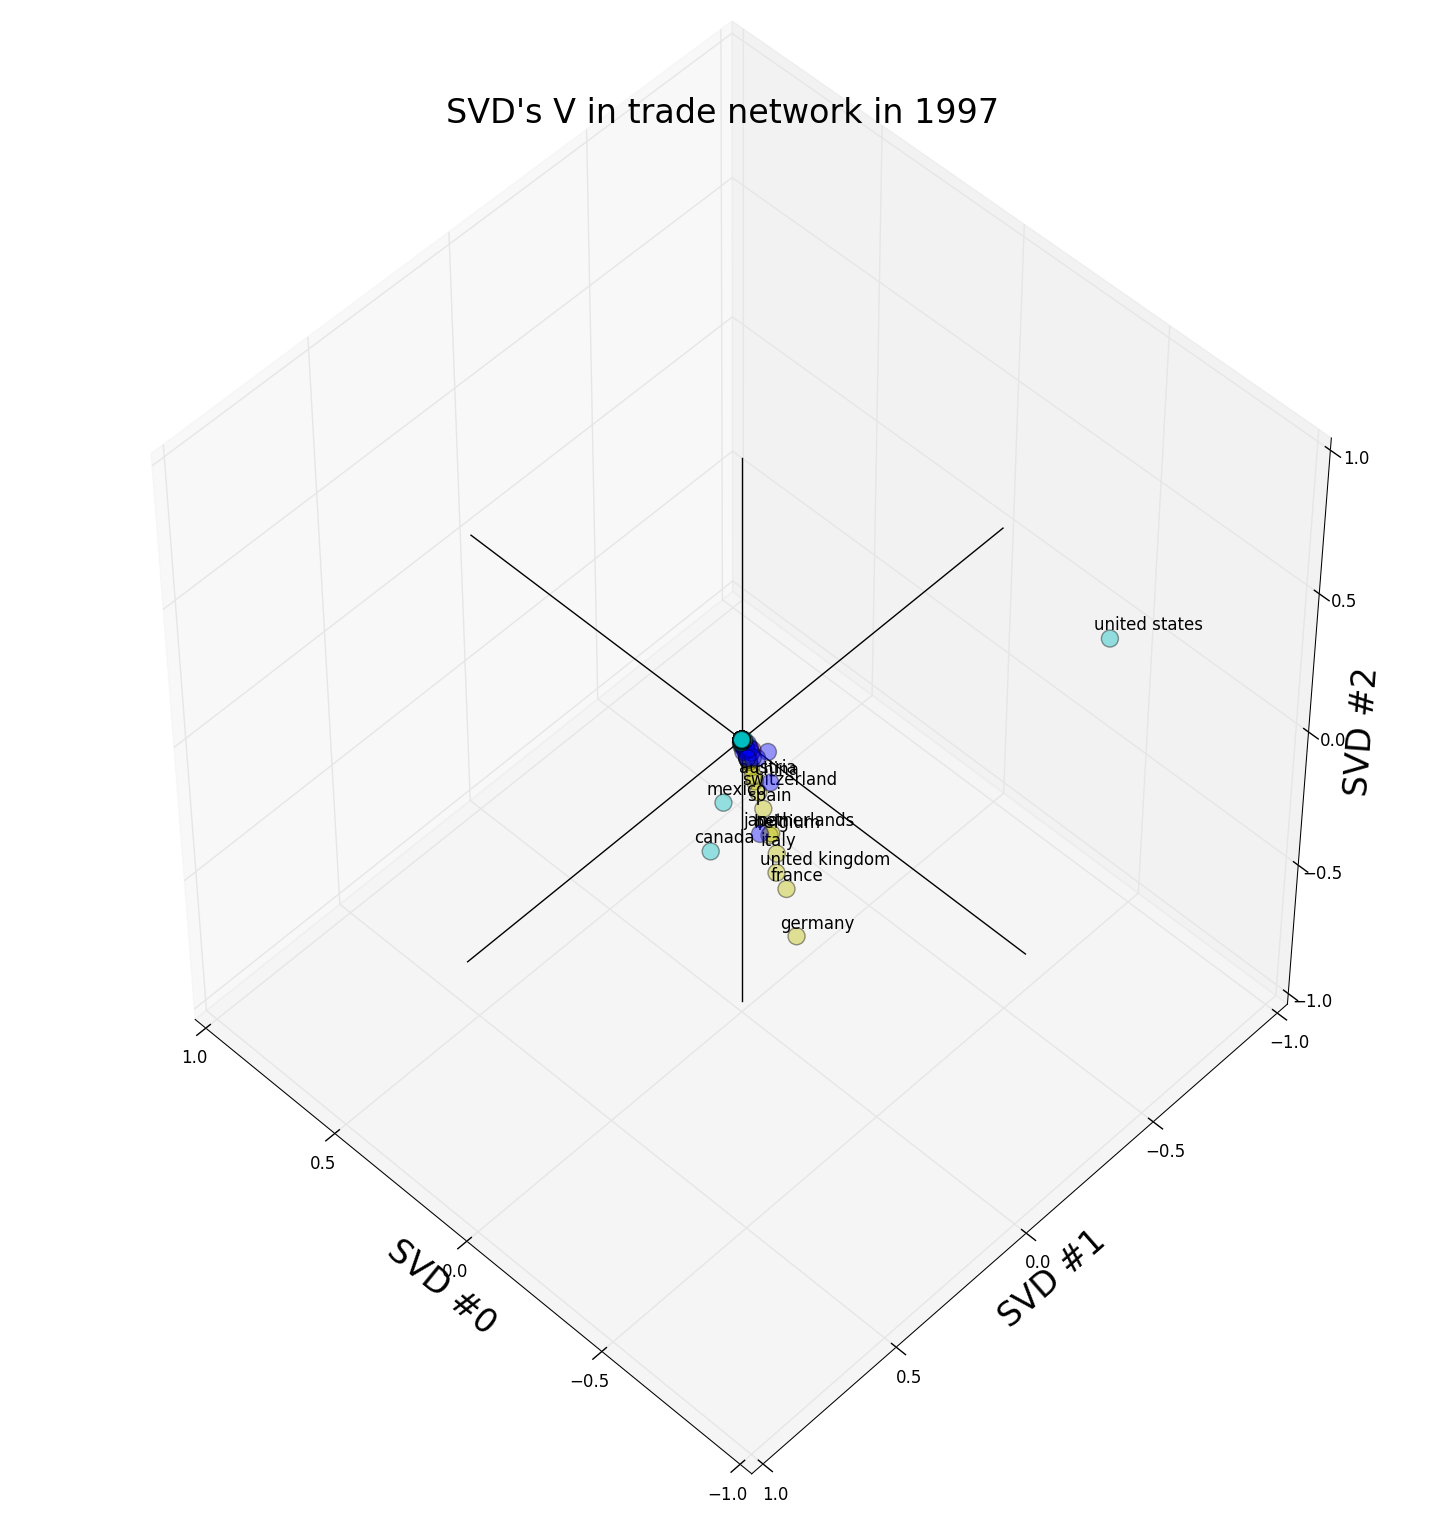 SVD's V in trade network in 1997
1.0
united states
0.5
SVD #2
0.0
austria
china
switzerland
mexico
spain
japan
belgium
netherlands
canada
italy
united kingdom
france
−0.5
germany
−1.0
1.0
−1.0
0.5
−0.5
SVD #0
0.0
SVD #1
0.0
−0.5
0.5
−1.0
1.0